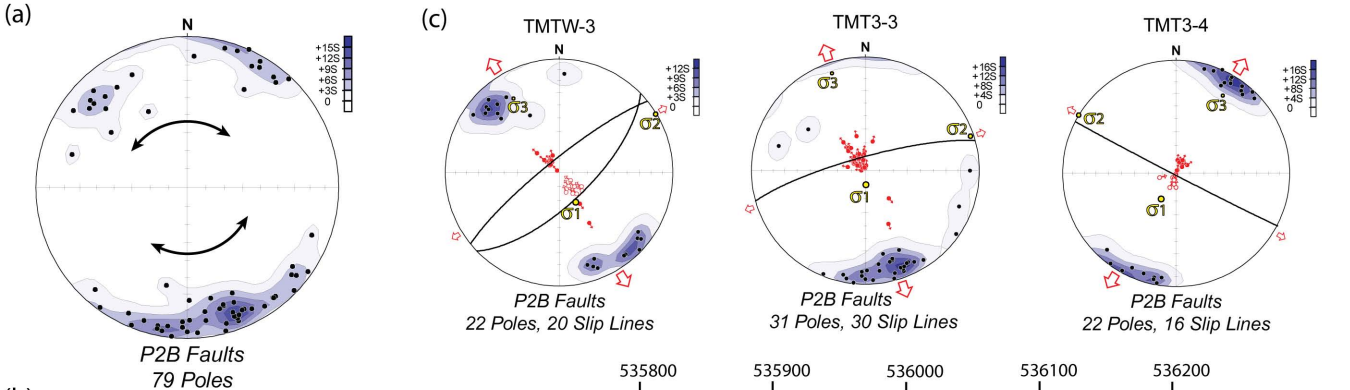 (a)
N
+15S
+12S
+9S
+6S
+3S
0
P2B Faults
79 Poles
(c)
TMTW-3
N
+12S
+9S
+6S
+3S
0
σ3
σ2
σ1
P2B Faults
22 Poles, 20 Slip Lines
TMT3-3
N
+16S
+12S
+8S
+4S
0
σ3
σ2
σ1
P2B Faults
31 Poles, 30 Slip Lines
TMT3-4
N
+16S
+12S
+8S
+4S
0
σ3
σ2
σ1
P2B Faults
22 Poles, 16 Slip Lines
535800 535900 536000 536100 536200